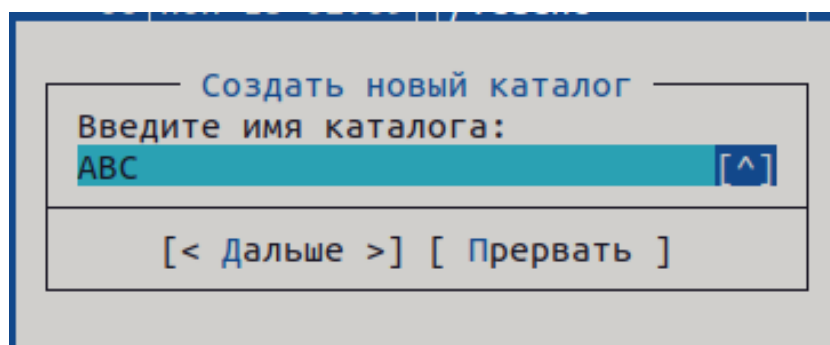 Создать новый каталог
Введите имя каталога:
ABC [^]
[< Дальше >] [ Прервать ]